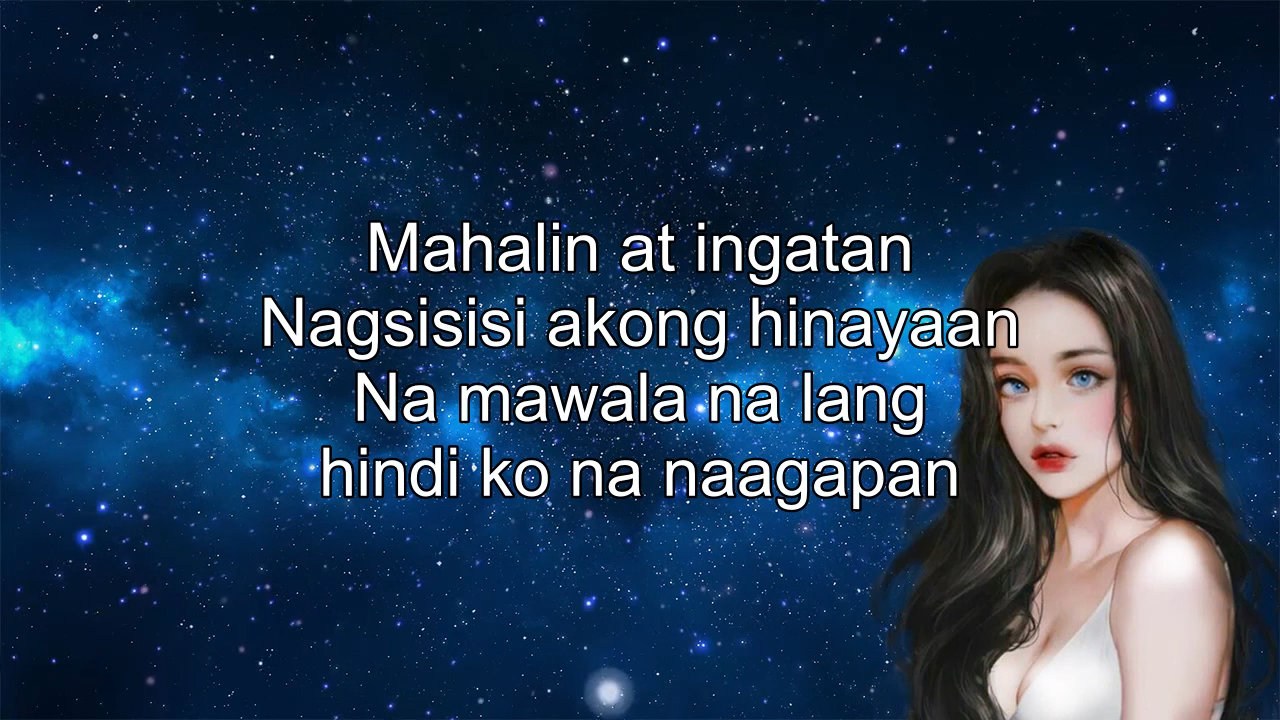 Mahalin at ingatan
Nagsisisi akong hinayaan
Na mawala na lang
hindi ko na naagapan